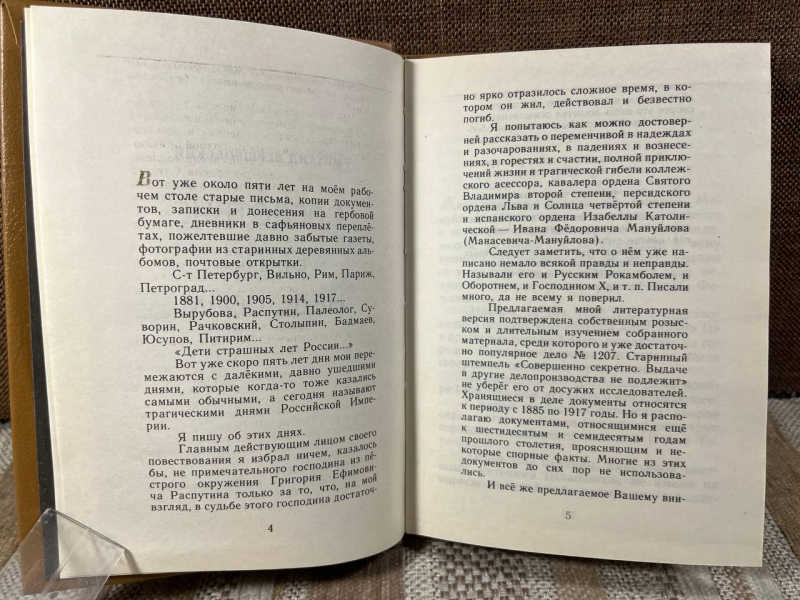 Вот уже около пяти лет на моём рабо-
чем столе старые письма, копии докумен-
тов, записки и донесения на гербовой
бумаге, дневники в сафьяновых переплё-
тах, пожелтевшие давно забытые газеты,
фотографии из старинных деревянных аль-
бомов, почтовые открытки.
С-т Петербург, Вильно, Рим, Париж,
Петроград...
1881, 1900, 1905, 1914, 1917...
Вырубова, Распутин, Палеолог, Су-
ворин, Рачковский, Столыпин, Бадмаев,
Юсупов, Питирим...
«Дети страшных лет России...»
Вот уже скоро пять лет дни мои пере-
межаются с далёкими, давно ушедшими
днями, которые когда-то тоже казались
самыми обычными, а сегодня называют
трагическими днями Российской Импе-
рии.
Я пишу об этих днях.
Главным действующим лицом своего
повествования я избрал ничем, казалось
бы, не примечательного господина из пё-
строго окружения Григория Ефимови-
ча Распутина только за то, что, на мой
взгляд, в судьбе этого господина достаточ-
4
но ярко отразилось сложное время, в ко-
тором он жил, действовал и безвестно
погиб.
Я попытаюсь как можно достовер-
ней рассказать о переменчивой в надеждах
и разочарованиях, в падениях и вознесе-
ниях, в горестях и счастии, полной приклю-
чений жизни и трагической гибели коллеж-
ского асессора, кавалера ордена Святого
Владимира второй степени, персидского
ордена Льва и Солнца четвёртой степени
и испанского ордена Изабеллы Католи-
ческой — Ивана Фёдоровича Мануйлова
(Манасевича-Мануйлова).
Следует заметить, что о нём уже на-
писано немало всякой правды и неправды.
Называли его и Русским Рокамболем, и
Оборотнем, и Господином X, и т. п. Писали
много, да не всему я поверил.
Предлагаемая мной литературная
версия подтверждена собственным розыс-
ком и длительным изучением собранного
материала, среди которого и уже достаточ-
но популярное дело № 1207. Старинный
штемпель «Совершенно секретно. Выдаче
в другие делопроизводства не подлежит»
не уберёг его от досужих исследователей.
Хранящиеся в деле документы относятся
к периоду с 1885 по 1917 годы. Но я распо-
лагаю документами, относящимися ещё
к шестидесятым и семидесятым годам
прошлого столетия, проясняющим и не-
которые спорные факты. Многие из этих
документов до сих пор не использова-
лись.
И всё же предлагаемое Вашему вни-
5